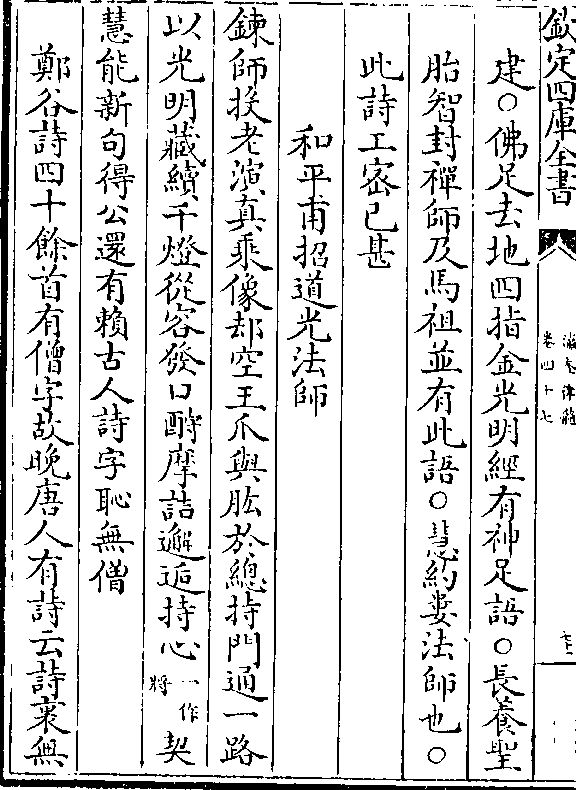 欽定四庫全書
瀛奎律髓
卷四十七
建○佛足去地四指金光明經有神足語○長養聖
胎智封禪師及馬祖並有此語○慧約婁法師也○
此詩工密已甚
和平甫招道光法師
鍊師投老演真乘像却空王爪與肱於總持門通一路
以光明藏續千燈從容發口酧摩詰邂逅持心一作將契
慧能新句得公還有賴古人詩字恥無僧
鄭谷詩四十餘首有僧字故晚唐人有詩云詩裏無